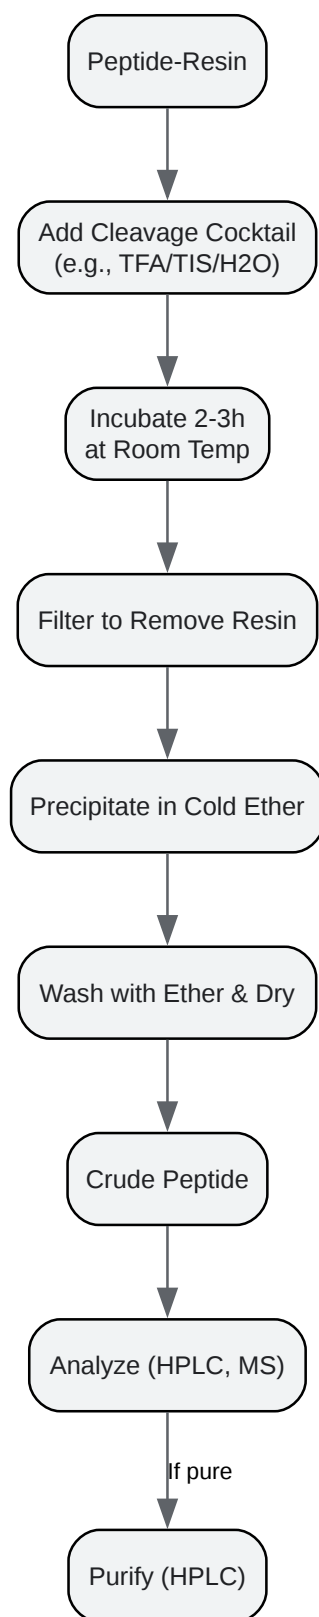 Peptide-Resin
Add Cleavage Cocktail
(e.g., TFA/TIS/H2O)
Incubate 2-3h
at Room Temp
Filter to Remove Resin
Precipitate in Cold Ether
Wash with Ether & Dry
Crude Peptide
Analyze (HPLC, MS)
If pure
Purify (HPLC)